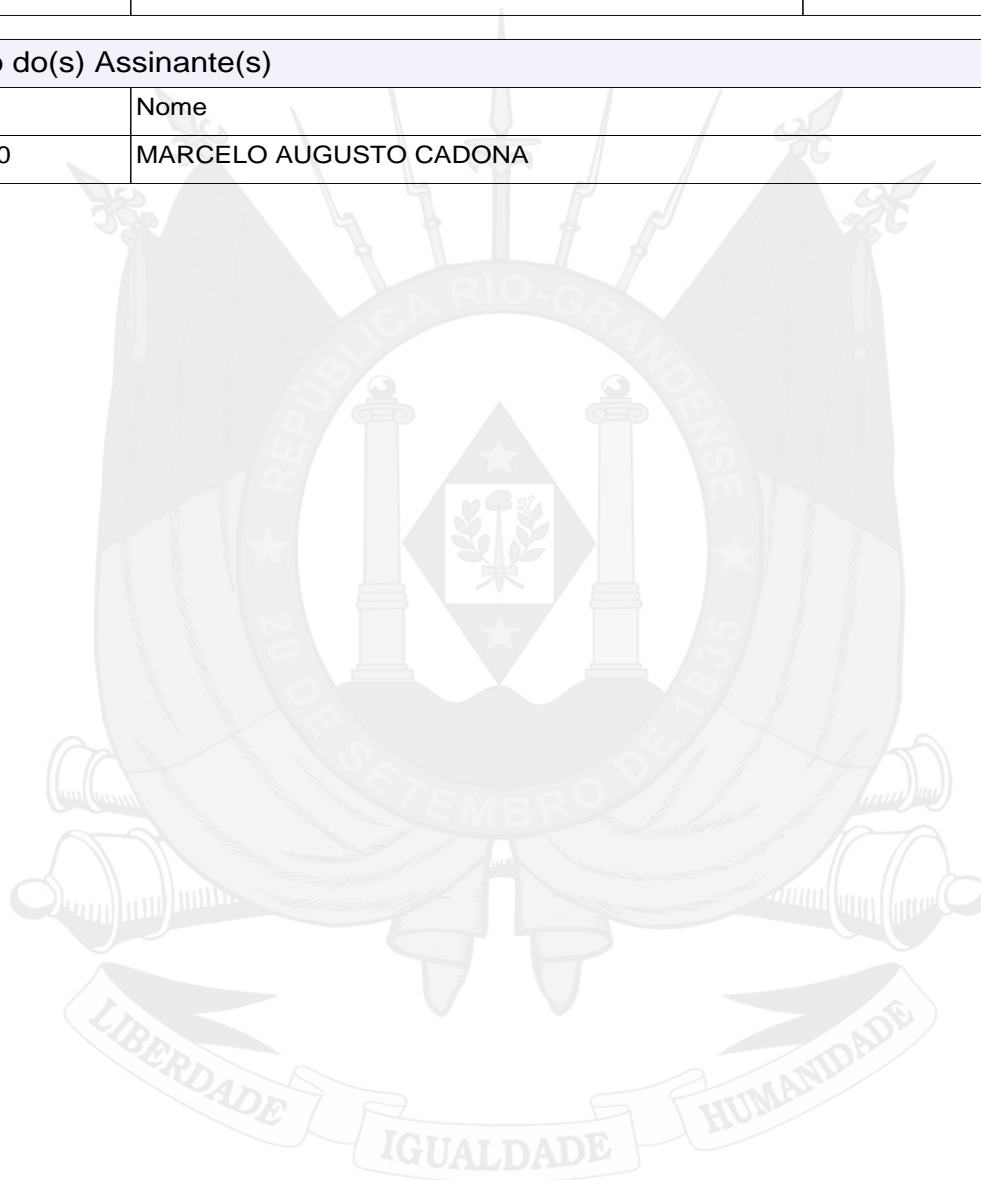 o do(s) Assinante(s)
Nome
0 MARCELO AUGUSTO CADONA
REPÚBLICA RIO-GRANDENSE
20 DE SETEMBRO DE 1835
LIBERDADE IGUALDADE HUMANIDADE